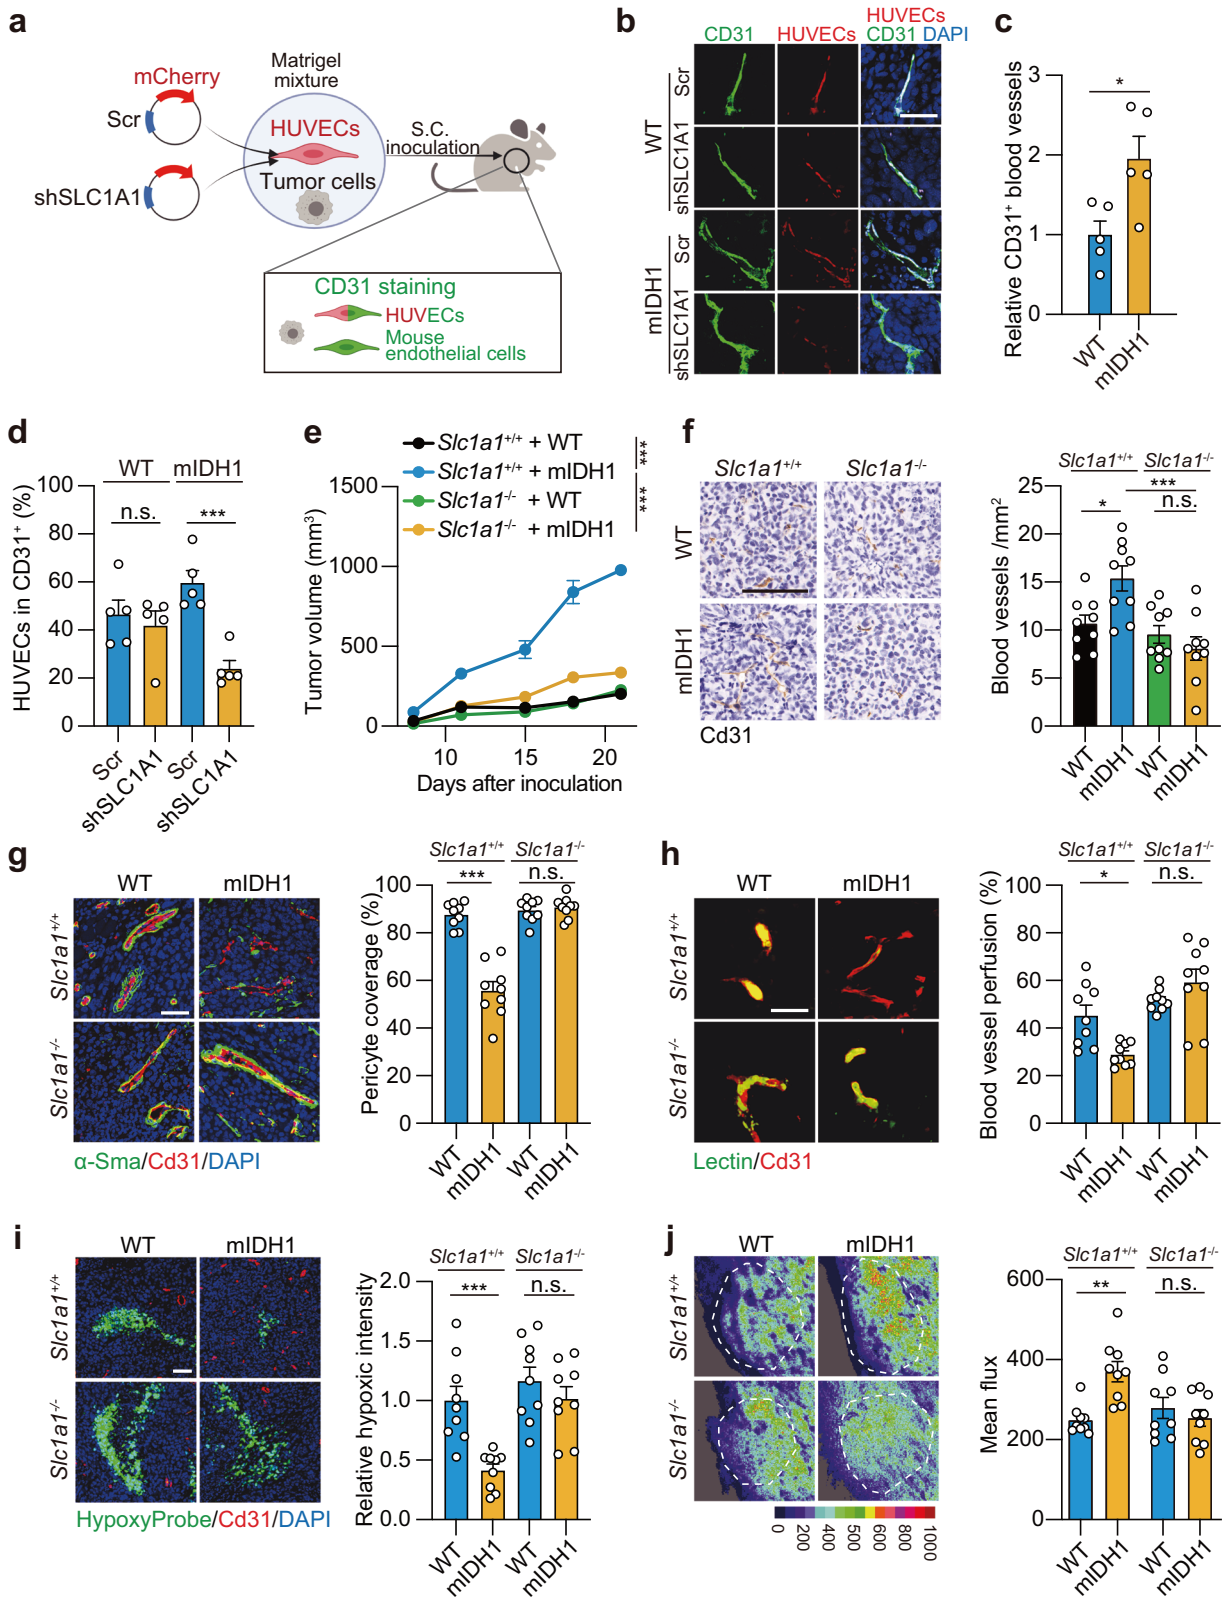 a
mCherry
Scr
shSLC1A1
Matrigel
mixture
HUVECs
Tumor cells
S.C.
inoculation
CD31 staining
HUVECs
Mouse
endothelial cells
b
CD31
HUVECs
HUVECs
CD31 DAPI
WT
mIDH1
Scr
shSLC1A1
Scr
shSLC1A1
c
Relative CD31⁺ blood vessels
3
2
1
0
*
WT
mIDH1
d
WT
mIDH1
HUVECs in CD31⁺ (%)
100
80
60
40
20
0
n.s.
***
Scr
shSLC1A1
Scr
shSLC1A1
e
Slc1a1⁺/⁺ + WT
Slc1a1⁺/⁺ + mIDH1
Slc1a1⁻/⁻ + WT
Slc1a1⁻/⁻ + mIDH1
***
***
Tumor volume (mm³)
1500
1000
500
0
10
15
20
Days after inoculation
f
Slc1a1⁺/⁺
Slc1a1⁻/⁻
WT
mIDH1
Cd31
Slc1a1⁺/⁺
Slc1a1⁻/⁻
Blood vessels /mm²
25
20
15
10
5
0
***
*
n.s.
WT
mIDH1
WT
mIDH1
g
WT
mIDH1
Slc1a1⁺/⁺
Slc1a1⁻/⁻
α-Sma/Cd31/DAPI
Slc1a1⁺/⁺
Slc1a1⁻/⁻
Pericyte coverage (%)
100
80
60
40
20
0
***
n.s.
WT
mIDH1
WT
mIDH1
h
WT
mIDH1
Slc1a1⁺/⁺
Slc1a1⁻/⁻
Lectin/Cd31
Slc1a1⁺/⁺
Slc1a1⁻/⁻
Blood vessel perfusion (%)
100
80
60
40
20
0
*
n.s.
WT
mIDH1
WT
mIDH1
i
WT
mIDH1
Slc1a1⁺/⁺
Slc1a1⁻/⁻
HypoxyProbe/Cd31/DAPI
Slc1a1⁺/⁺
Slc1a1⁻/⁻
Relative hypoxic intensity
2.0
1.5
1.0
0.5
0.0
***
n.s.
WT
mIDH1
WT
mIDH1
j
WT
mIDH1
Slc1a1⁺/⁺
Slc1a1⁻/⁻
0
200
400
600
800
1000
Slc1a1⁺/⁺
Slc1a1⁻/⁻
Mean flux
600
400
200
0
**
n.s.
WT
mIDH1
WT
mIDH1